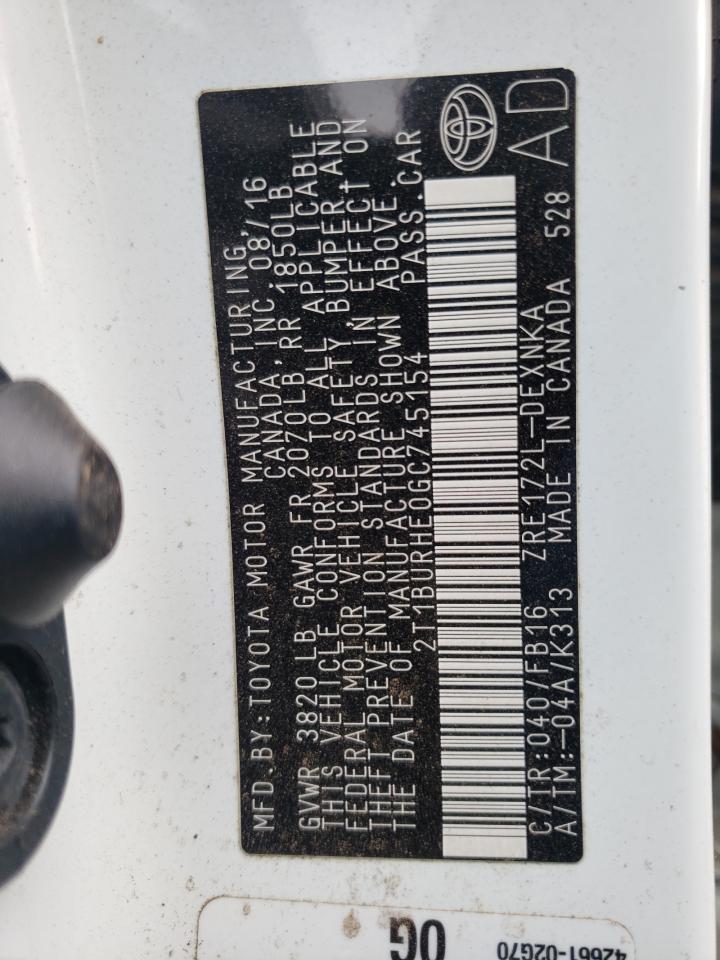 MFD.BY:TOYOTA MOTOR MANUFACTURING,
CANADA,INC.08/16
GVWR 3820LB GAWR FR 2070LB,RR 1850LB
THIS VEHICLE CONFORMS TO ALL APPLICABLE
FEDERAL MOTOR VEHICLE SAFETY,BUMPER,AND
THEFT PREVENTION STANDARDS IN EFFECT ON
THE DATE OF MANUFACTURE SHOWN ABOVE.
2T1BURHE0GC745154 PASS.CAR
C/TR:040/FB16 ZRE172L-DEXNKA
A/TM:-04A/K313 MADE IN CANADA 528
AD
0G
42661-02G70